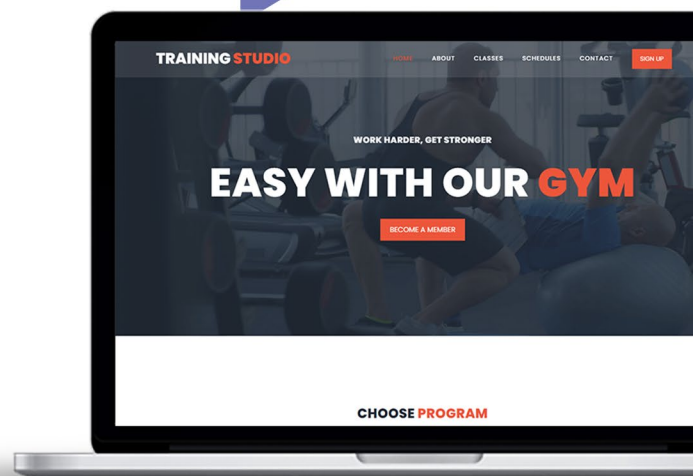 TRAINING STUDIO
HOME ABOUT CLASSES SCHEDULES CONTACT SIGN UP
WORK HARDER, GET STRONGER
EASY WITH OUR GYM
BECOME A MEMBER
CHOOSE PROGRAM